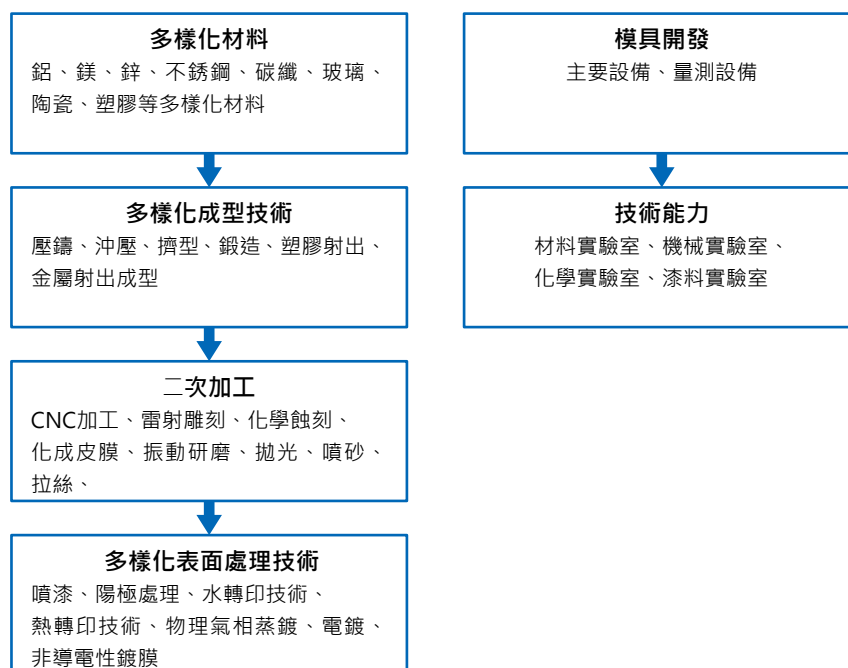 多樣化材料
鋁、鎂、鋅、不銹鋼、碳纖、玻璃、
陶瓷、塑膠等多樣化材料
多樣化成型技術
壓鑄、沖壓、擠型、鍛造、塑膠射出、
金屬射出成型
二次加工
CNC加工、雷射雕刻、化學蝕刻、
化成皮膜、振動研磨、拋光、噴砂、
拉絲、
多樣化表面處理技術
噴漆、陽極處理、水轉印技術、
熱轉印技術、物理氣相蒸鍍、電鍍、
非導電性鍍膜
模具開發
主要設備、量測設備
技術能力
材料實驗室、機械實驗室、
化學實驗室、漆料實驗室